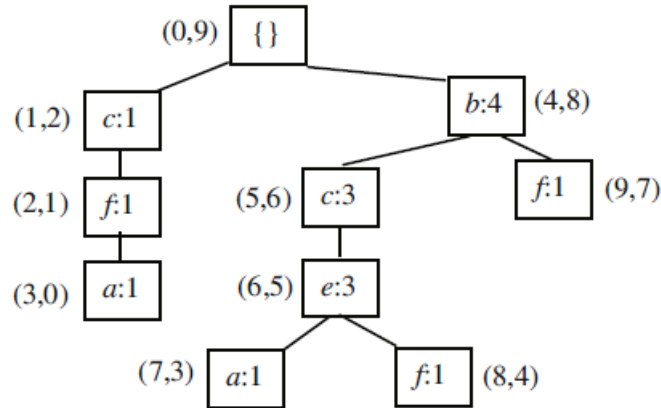 (0,9) {}
(1,2) c:1 b:4 (4,8)
(2,1) f:1 (5,6) c:3 f:1 (9,7)
(3,0) a:1 (6,5) e:3
(7,3) a:1 f:1 (8,4)